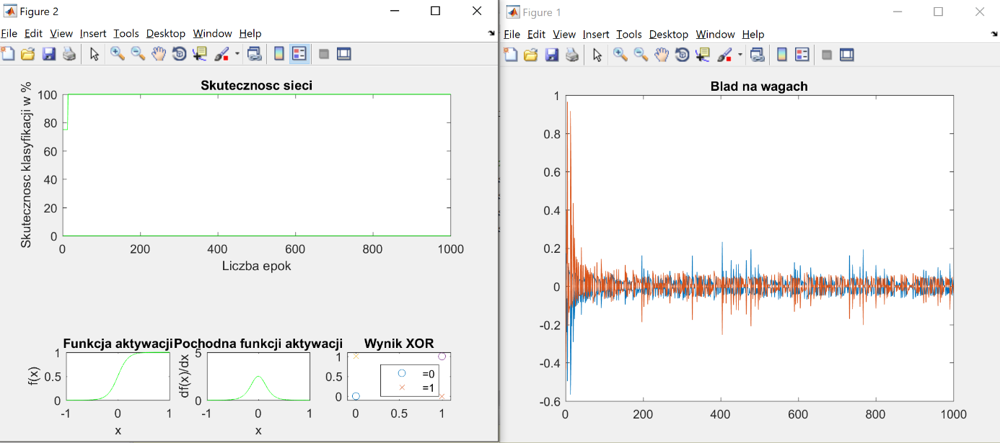 Figure 2
File Edit View Insert Tools Desktop Window Help
Skutecznosc sieci
Skutecznosc klasyfikacji w %
100
80
60
40
20
0
0 200 400 600 800 1000
Liczba epok
Funkcja aktywacji
f(x)
1
0.5
0
-1 0 1
x
Pochodna funkcji aktywacji
df(x)/dx
5
0
-1 0 1
x
Wynik XOR
1
0.5
0
=0
=1
0 0.5 1
Figure 1
File Edit View Insert Tools Desktop Window Help
Blad na wagach
1
0.8
0.6
0.4
0.2
0
-0.2
-0.4
-0.6
0 200 400 600 800 1000